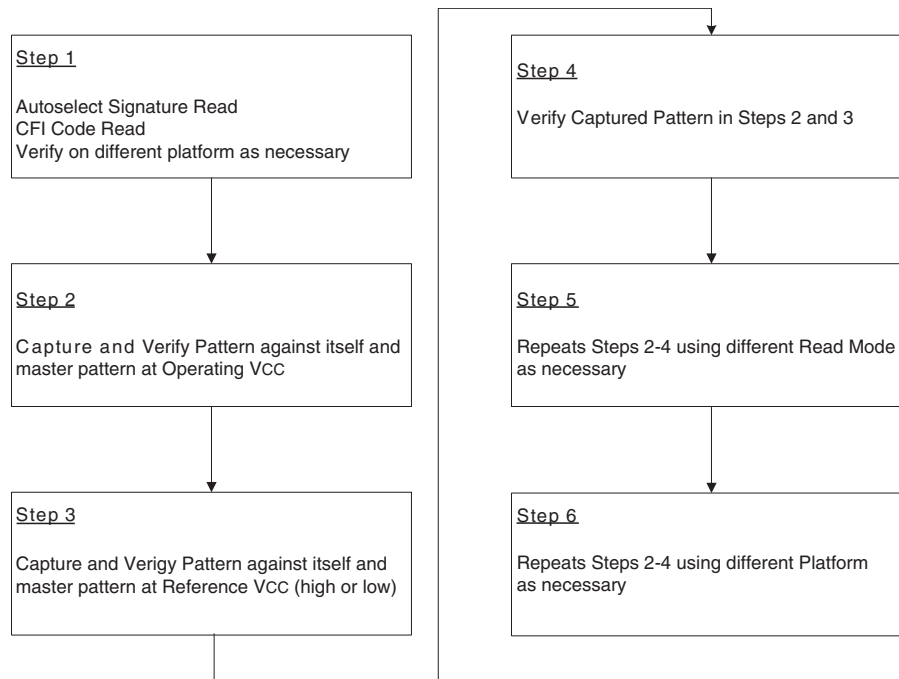 Step 1
Autoselect Signature Read
CFI Code Read
Verify on different platform as necessary
Step 2
Capture and Verify Pattern against itself and
master pattern at Operating VCC
Step 3
Capture and Verigy Pattern against itself and
master pattern at Reference VCC (high or low)
Step 4
Verify Captured Pattern in Steps 2 and 3
Step 5
Repeats Steps 2-4 using different Read Mode
as necessary
Step 6
Repeats Steps 2-4 using different Platform
as necessary